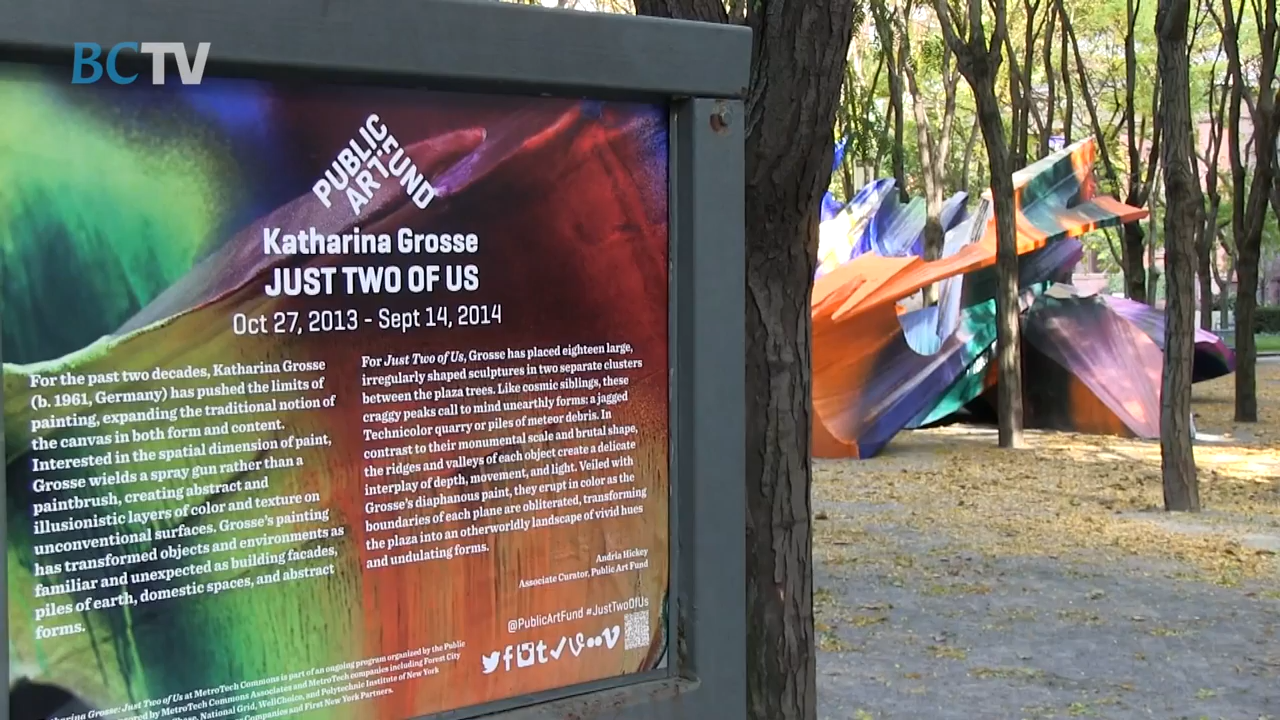 BCTV
PUBLIC
ART
FUND
Katharina Grosse
JUST TWO OF US
Oct 27, 2013 - Sept 14, 2014
For the past two decades, Katharina Grosse
(b. 1961, Germany) has pushed the limits of
painting, expanding the traditional notion of
the canvas in both form and content.
Interested in the spatial dimension of paint,
Grosse wields a spray gun rather than a
paintbrush, creating abstract and
illusionistic layers of color and texture on
unconventional surfaces. Grosse's painting
has transformed objects and environments as
familiar and unexpected as building facades,
piles of earth, domestic spaces, and abstract
forms.
For Just Two of Us, Grosse has placed eighteen large,
irregularly shaped sculptures in two separate clusters
between the plaza trees. Like cosmic siblings, these
craggy peaks call to mind unearthly forms: a jagged
Technicolor quarry or piles of meteor debris. In
contrast to their monumental scale and brutal shape,
the ridges and valleys of each object create a delicate
interplay of depth, movement, and light. Veiled with
Grosse's diaphanous paint, they erupt in color as the
boundaries of each plane are obliterated, transforming
the plaza into an otherworldly landscape of vivid hues
and undulating forms.
Andria Hickey
Associate Curator, Public Art Fund
@PublicArtFund #JustTwoOfUs
Grosse: Just Two of Us at MetroTech Commons is part of an ongoing program organized by the Public
by MetroTech Commons Associates and MetroTech companies including Forest City
National Grid, WellChoice, and Polytechnic Institute of New York
Companies and First New York Partners.